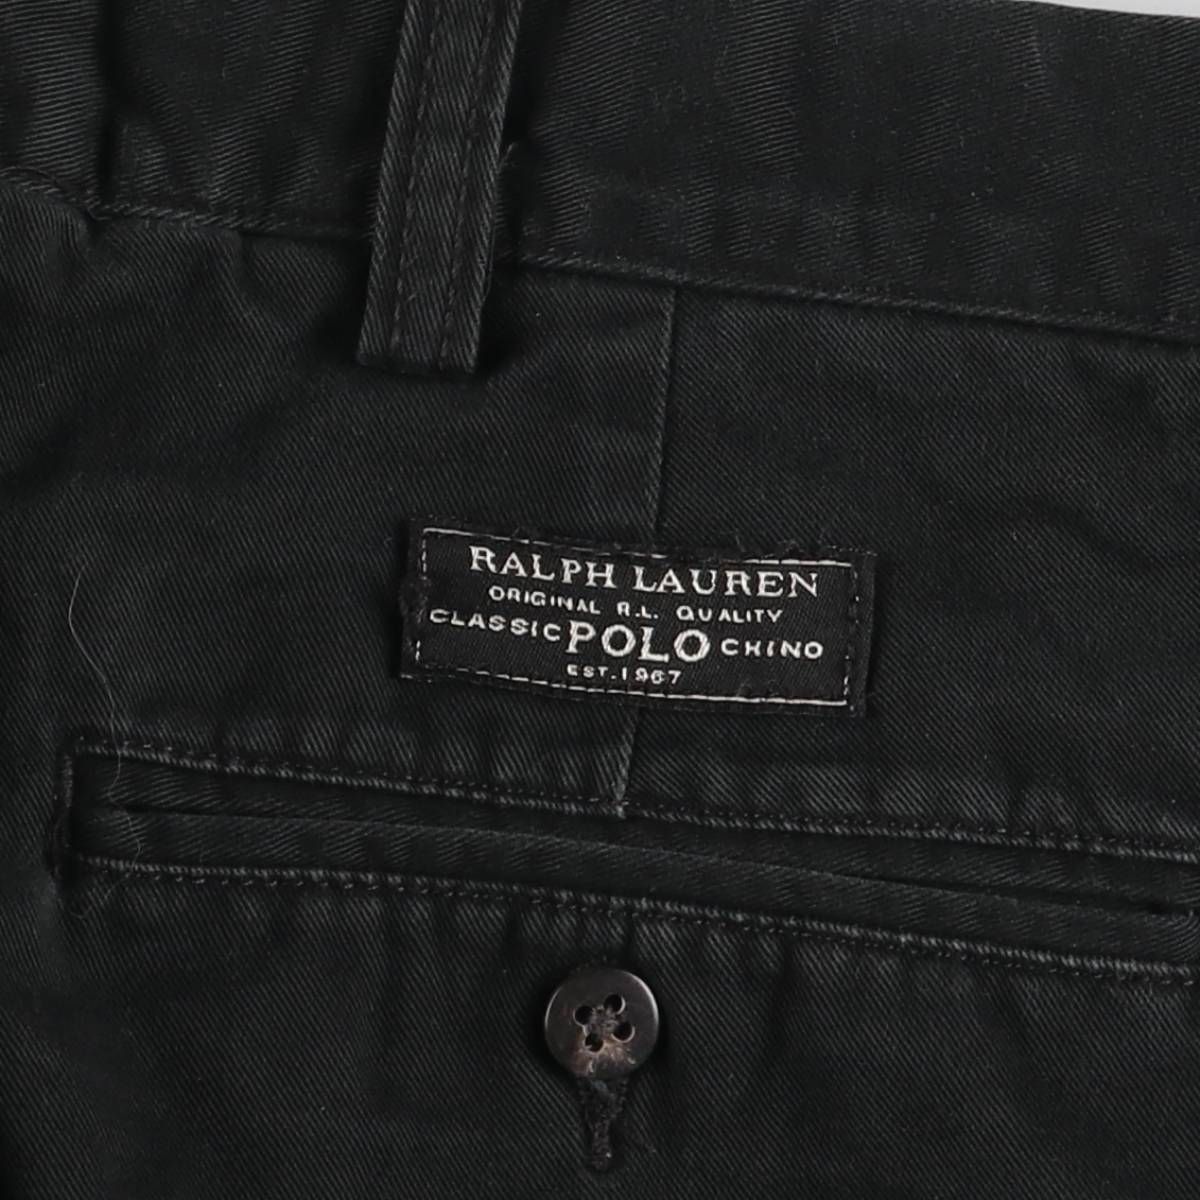 RALPH LAUREN
ORIGINAL R.L. QUALITY
CLASSIC POLO CHINO
EST. 1967